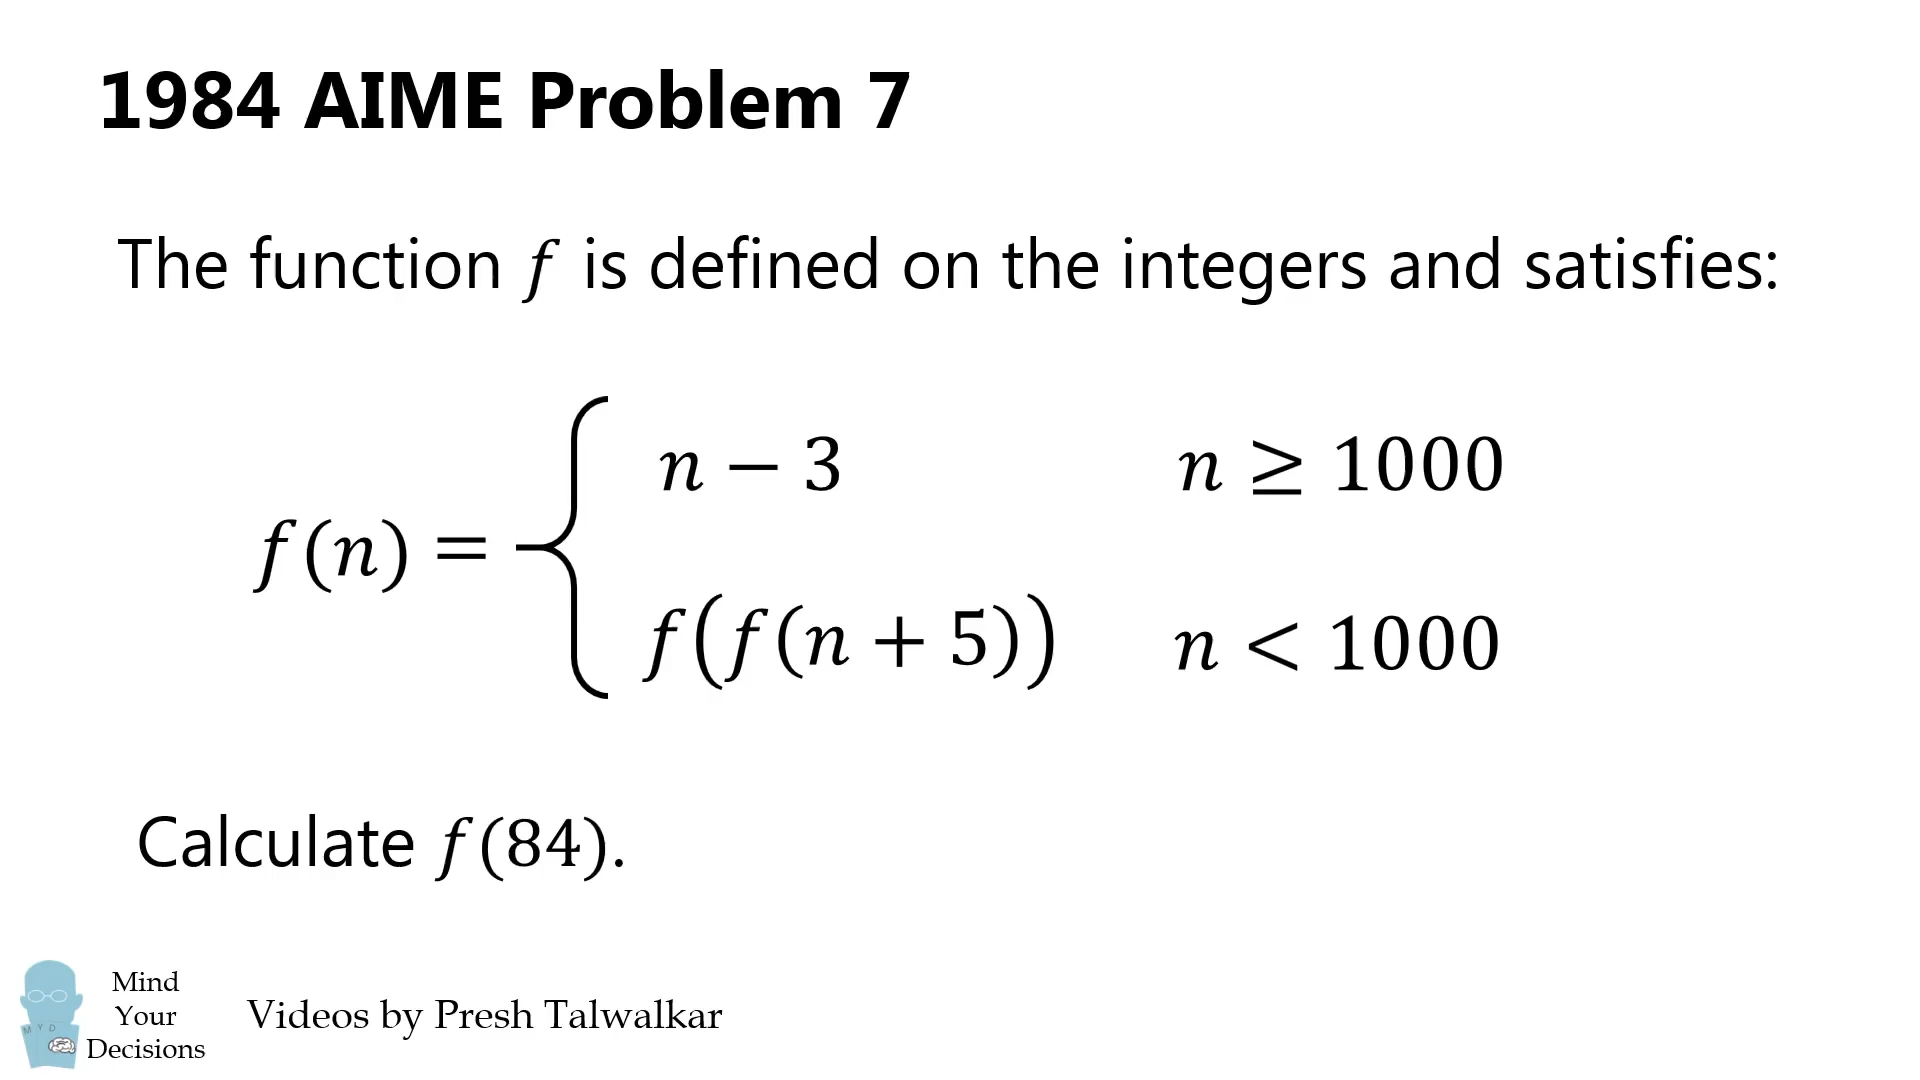 1984 AIME Problem 7
The function f is defined on the integers and satisfies:
n − 3 n ≥ 1000
f(n) =
f(f(n + 5)) n < 1000
Calculate f(84).
Mind
Your
Decisions
M Y D
Videos by Presh Talwalkar